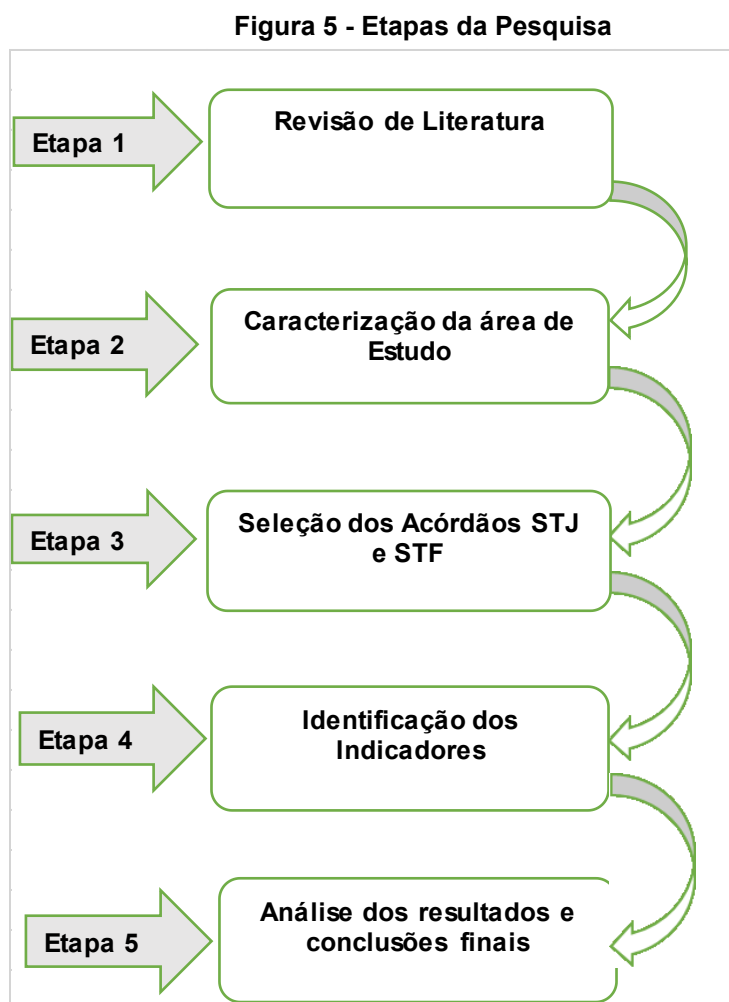 Figura 5 - Etapas da Pesquisa
Etapa 1
Revisão de Literatura
Etapa 2
Caracterização da área de
Estudo
Etapa 3
Seleção dos Acórdãos STJ
e STF
Etapa 4
Identificação dos
Indicadores
Etapa 5
Análise dos resultados e
conclusões finais